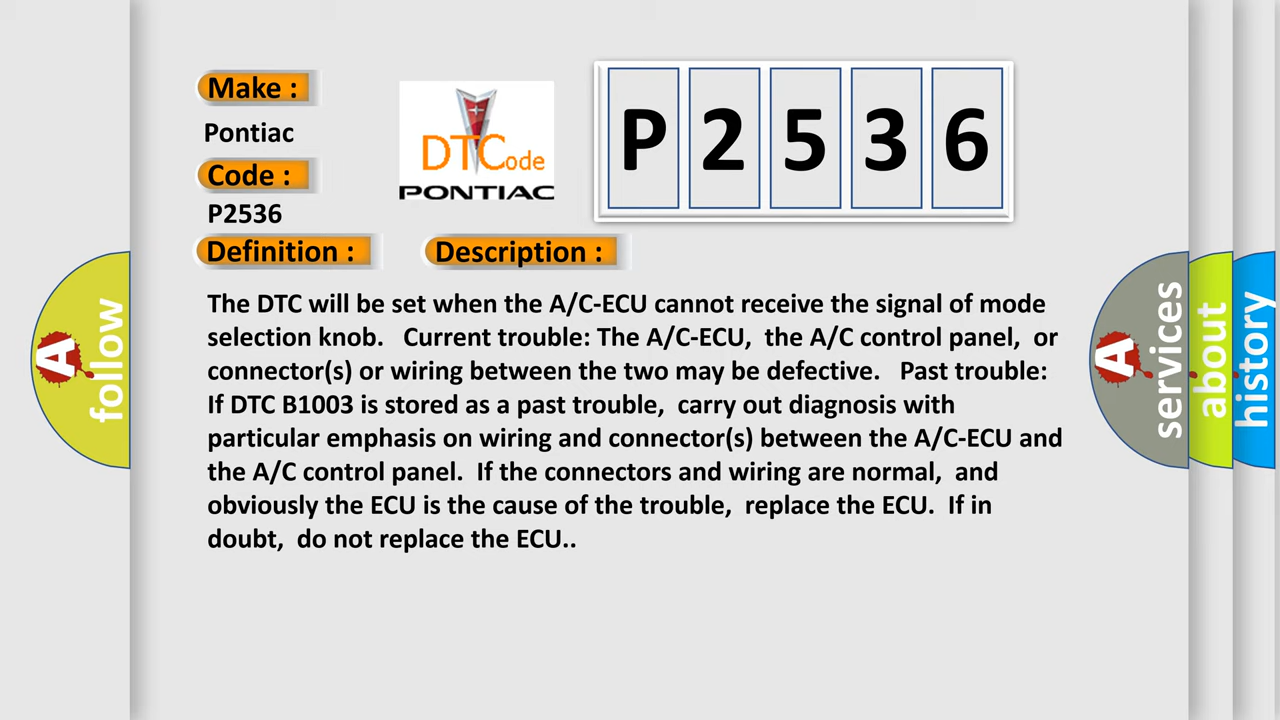 Make :
Pontiac
Code :
P2536
DTCode
PONTIAC
P2536
Definition :
Description :
The DTC will be set when the A/C-ECU cannot receive the signal of mode
selection knob. Current trouble: The A/C-ECU, the A/C control panel, or
connector(s) or wiring between the two may be defective. Past trouble:
If DTC B1003 is stored as a past trouble, carry out diagnosis with
particular emphasis on wiring and connector(s) between the A/C-ECU and
the A/C control panel. If the connectors and wiring are normal, and
obviously the ECU is the cause of the trouble, replace the ECU. If in
doubt, do not replace the ECU..
A follow
A services
about
history